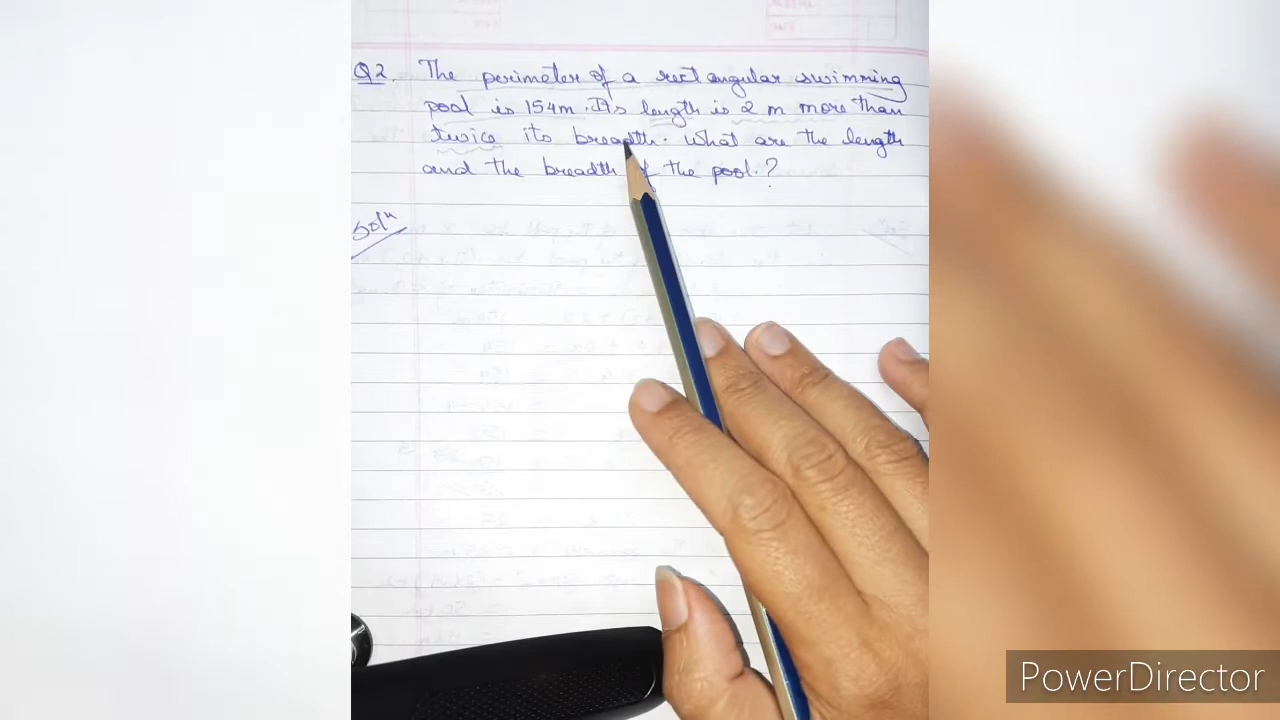 Q2. The perimeter of a rectangular swimming
pool is 154m. Its length is 2 m more than
twice its breadth. What are the length
and the breadth of the pool.?
Solⁿ
PowerDirector